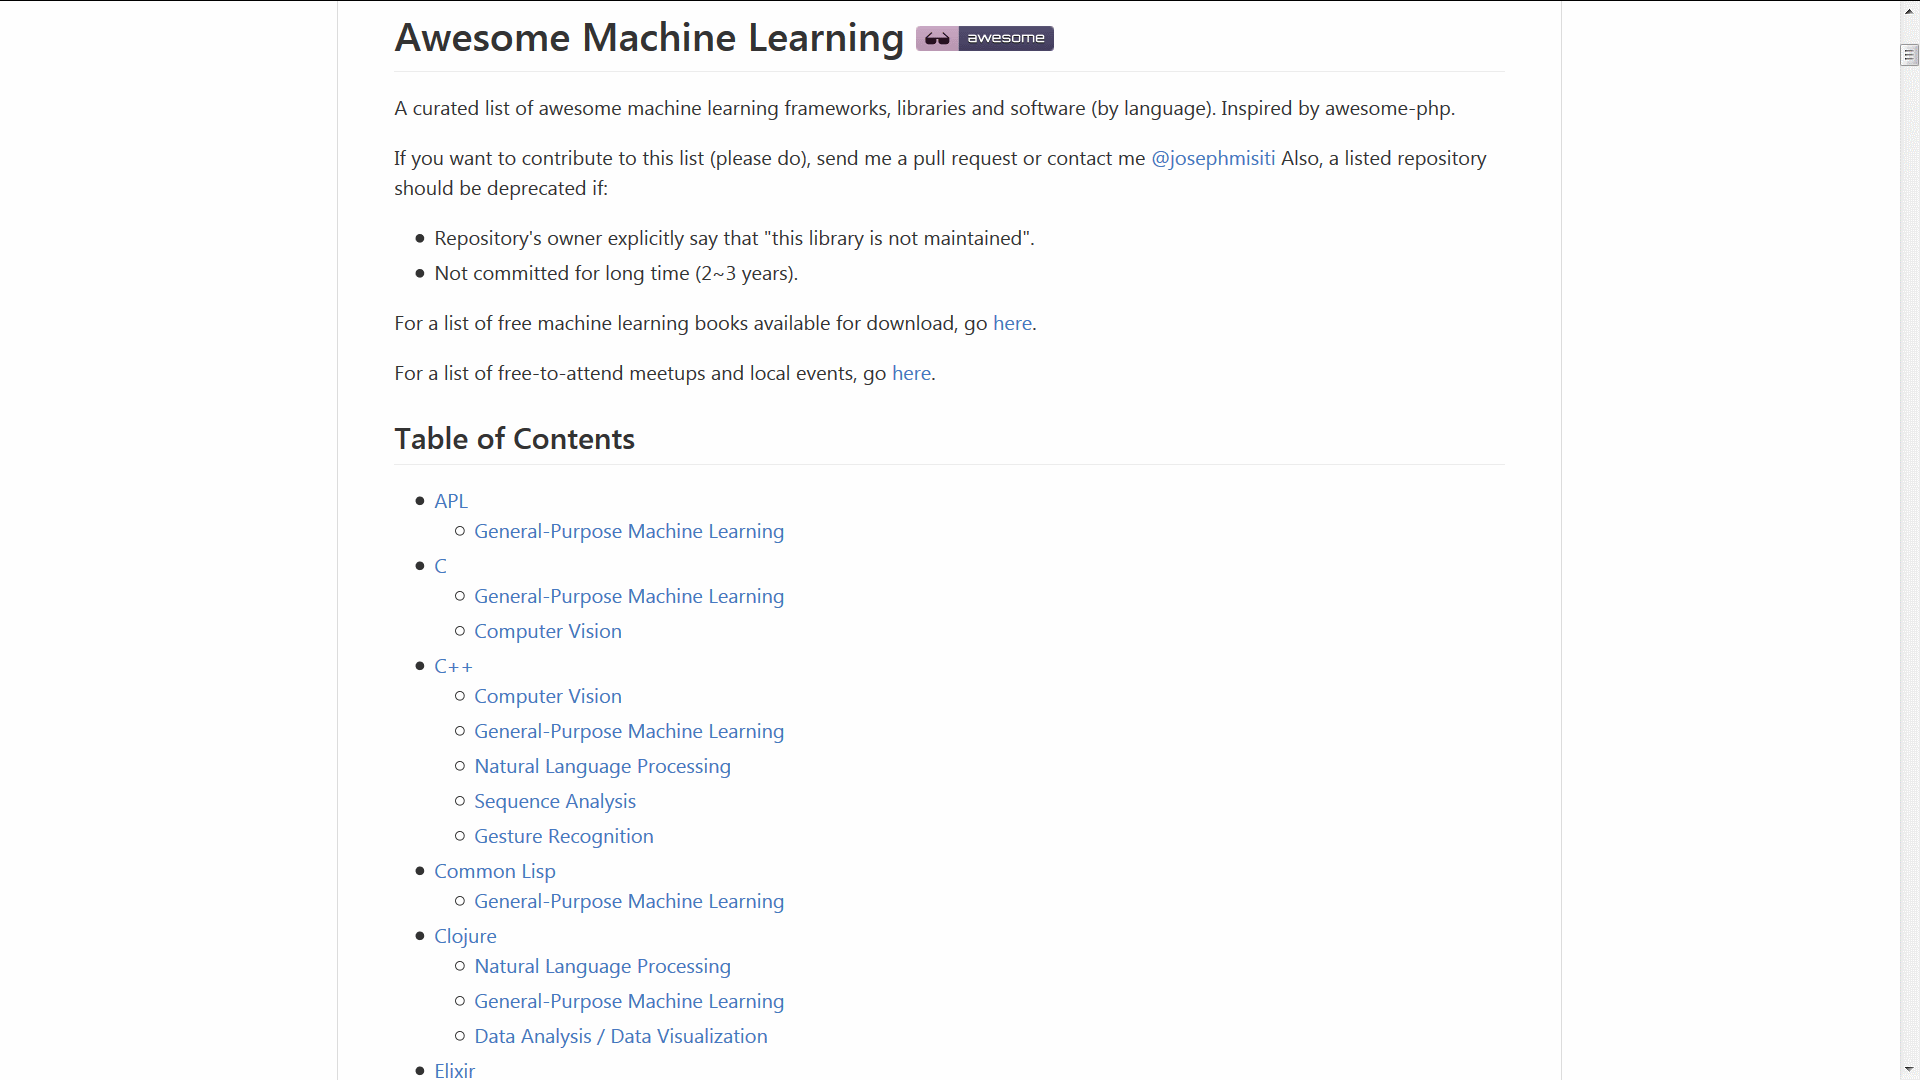 Awesome Machine Learning awesome
A curated list of awesome machine learning frameworks, libraries and software (by language). Inspired by awesome-php.
If you want to contribute to this list (please do), send me a pull request or contact me @josephmisiti Also, a listed repository
should be deprecated if:
Repository's owner explicitly say that "this library is not maintained".
Not committed for long time (2~3 years).
For a list of free machine learning books available for download, go here.
For a list of free-to-attend meetups and local events, go here.
Table of Contents
APL
General-Purpose Machine Learning
C
General-Purpose Machine Learning
Computer Vision
C++
Computer Vision
General-Purpose Machine Learning
Natural Language Processing
Sequence Analysis
Gesture Recognition
Common Lisp
General-Purpose Machine Learning
Clojure
Natural Language Processing
General-Purpose Machine Learning
Data Analysis / Data Visualization
Elixir